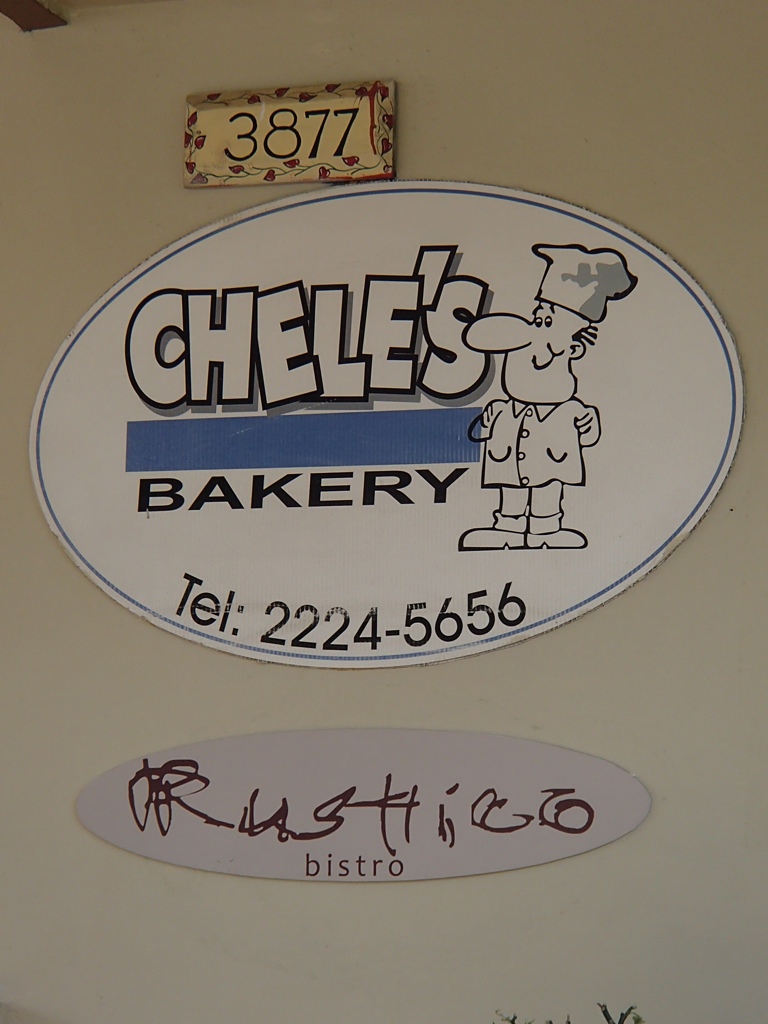 3877
CHELE'S
BAKERY
Tel: 2224-5656
Rustico
bistro